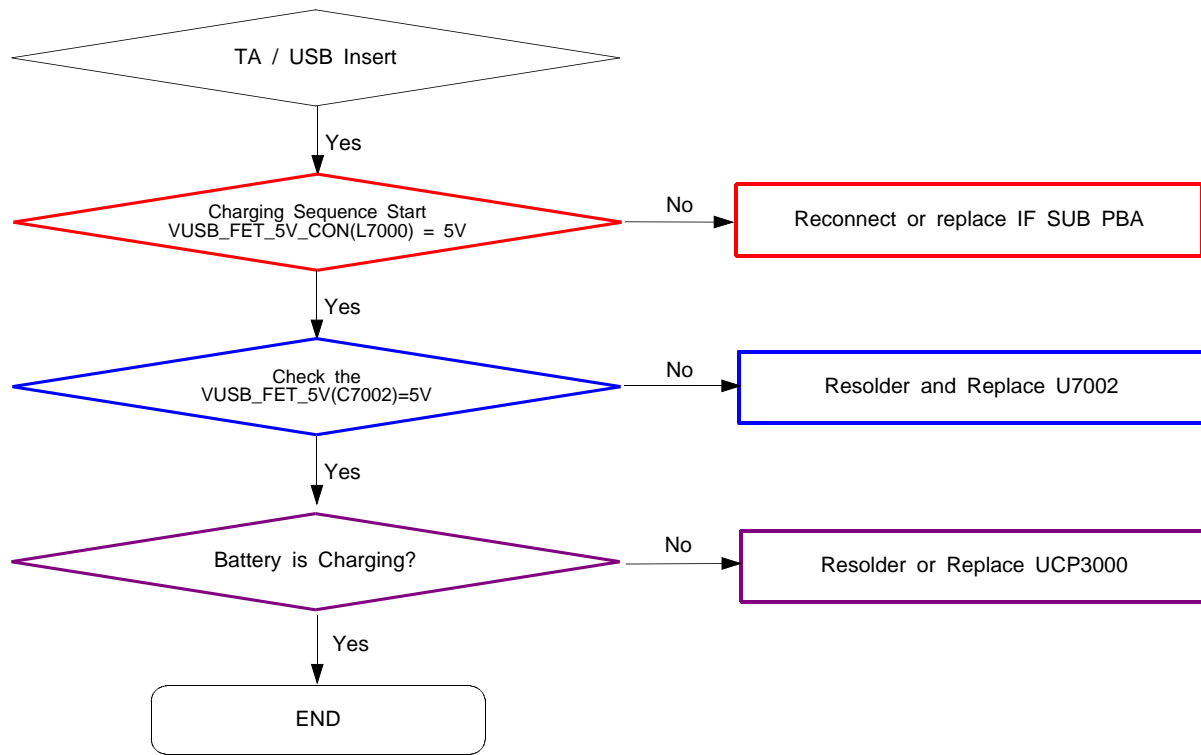 TA / USB Insert
Yes
Charging Sequence Start
VUSB_FET_5V_CON(L7000) = 5V
No
Reconnect or replace IF SUB PBA
Yes
Check the
VUSB_FET_5V(C7002)=5V
No
Resolder and Replace U7002
Yes
Battery is Charging?
No
Resolder or Replace UCP3000
Yes
END